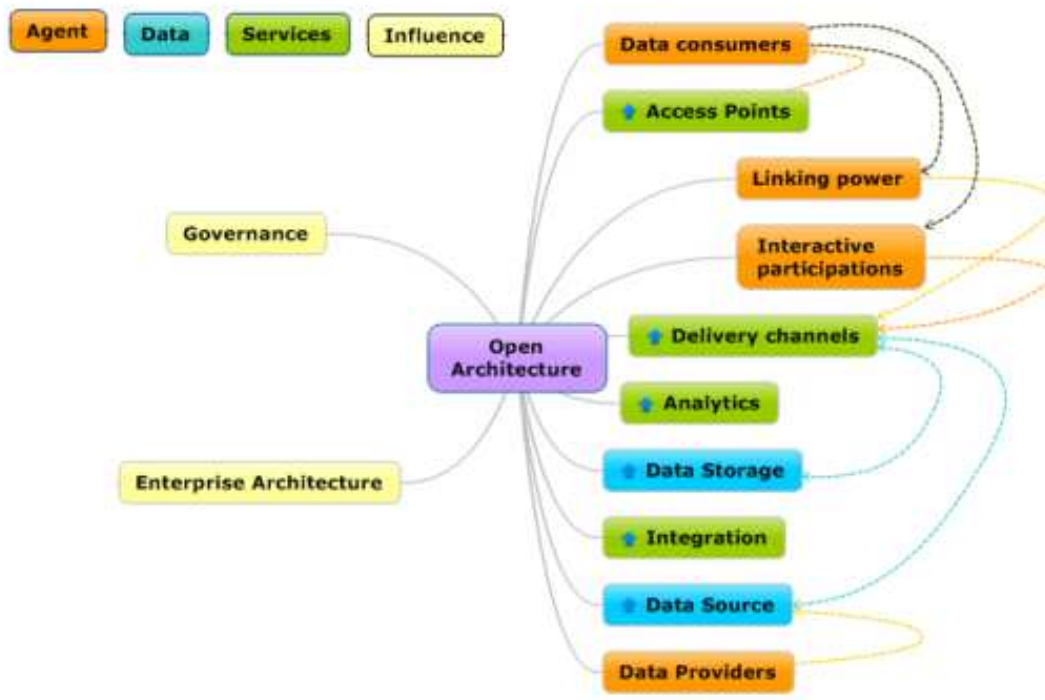 Agent
Data
Services
Influence
Data consumers
Access Points
Linking power
Governance
Interactive
participations
Open
Architecture
Delivery channels
Analytics
Enterprise Architecture
Data Storage
Integration
Data Source
Data Providers